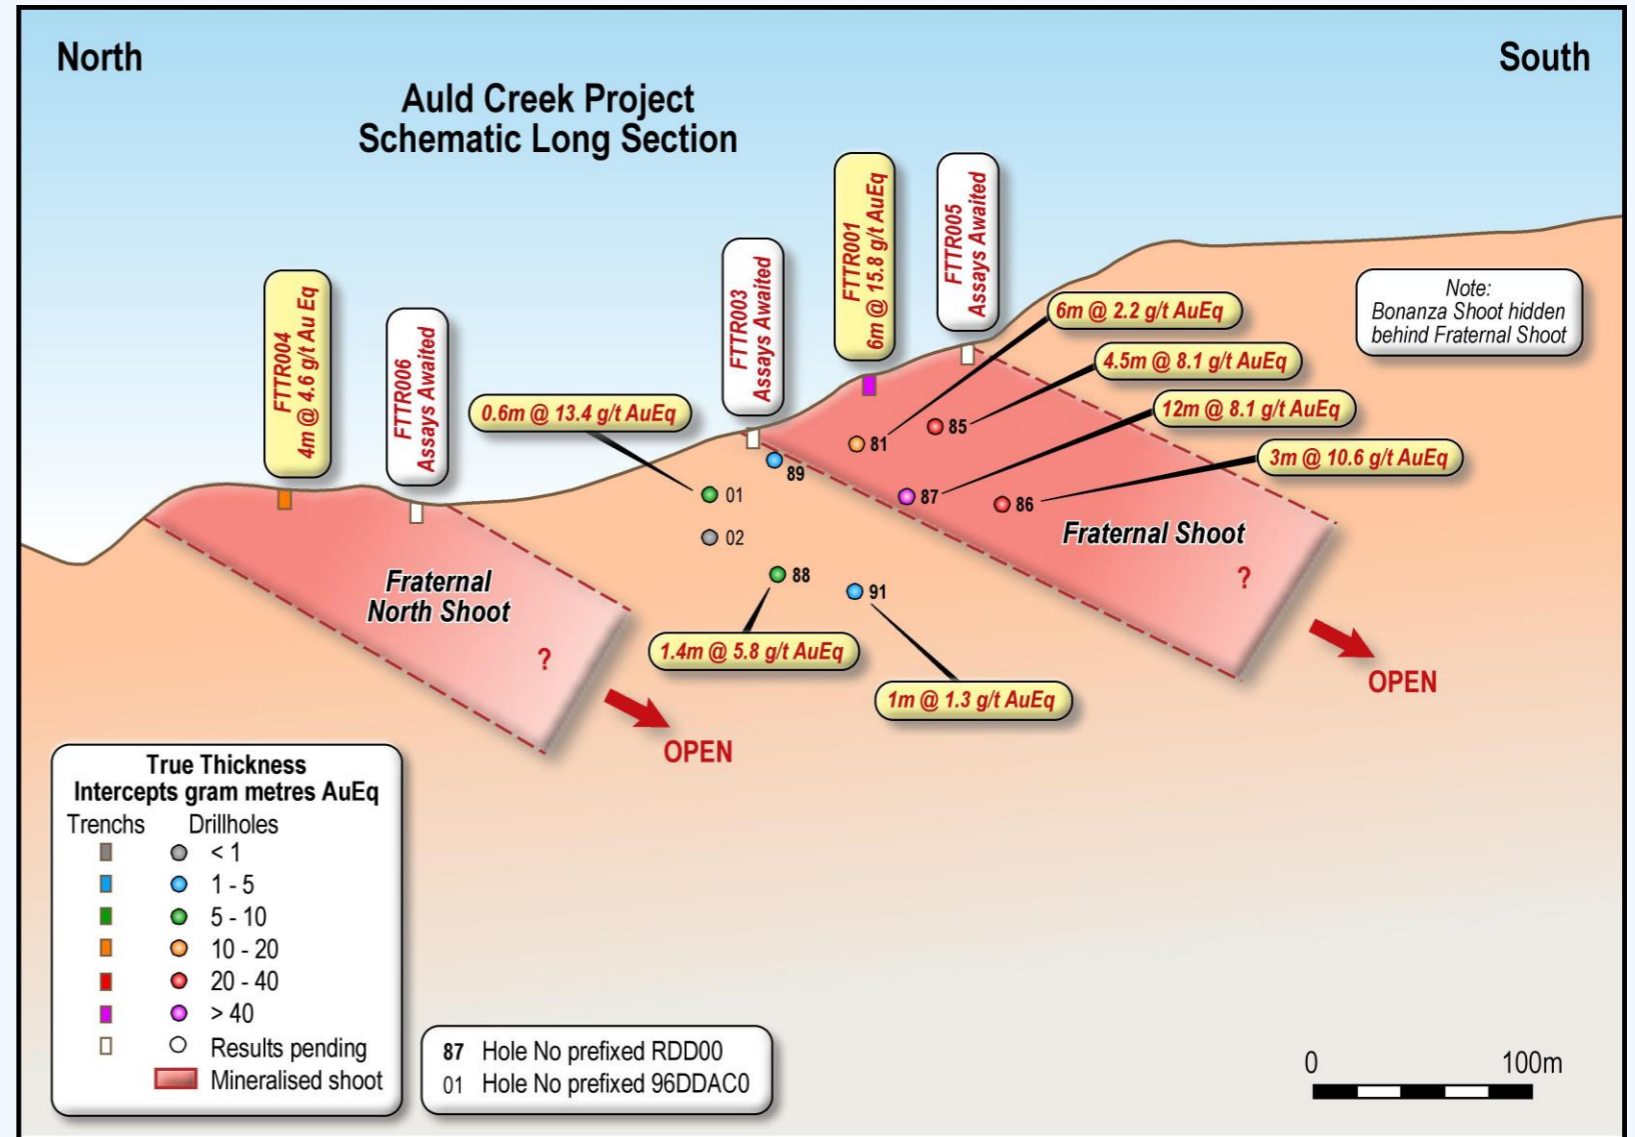 North
South
Auld Creek Project
Schematic Long Section
FTTR004
4m @ 4.6 g/t Au Eq
FTTR006
Assays Awaited
FTTR003
Assays Awaited
FTTR001
6m @ 15.8 g/t AuEq
FTTR005
Assays Awaited
Note:
Bonanza Shoot hidden
behind Fraternal Shoot
6m @ 2.2 g/t AuEq
4.5m @ 8.1 g/t AuEq
12m @ 8.1 g/t AuEq
3m @ 10.6 g/t AuEq
0.6m @ 13.4 g/t AuEq
85
81
89
87
86
01
02
88
91
Fraternal Shoot
?
OPEN
Fraternal
North Shoot
?
OPEN
1.4m @ 5.8 g/t AuEq
1m @ 1.3 g/t AuEq
True Thickness
Intercepts gram metres AuEq
Trenchs Drillholes
< 1
1 - 5
5 - 10
10 - 20
20 - 40
> 40
Results pending
Mineralised shoot
87 Hole No prefixed RDD00
01 Hole No prefixed 96DDAC0
0 100m